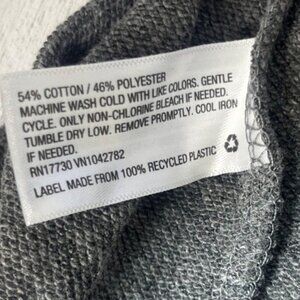 54% COTTON / 46% POLYESTER
MACHINE WASH COLD WITH LIKE COLORS. GENTLE
CYCLE. ONLY NON-CHLORINE BLEACH IF NEEDED.
TUMBLE DRY LOW. REMOVE PROMPTLY. COOL IRON
IF NEEDED.
RN17730 VN1042782
LABEL MADE FROM 100% RECYCLED PLASTIC